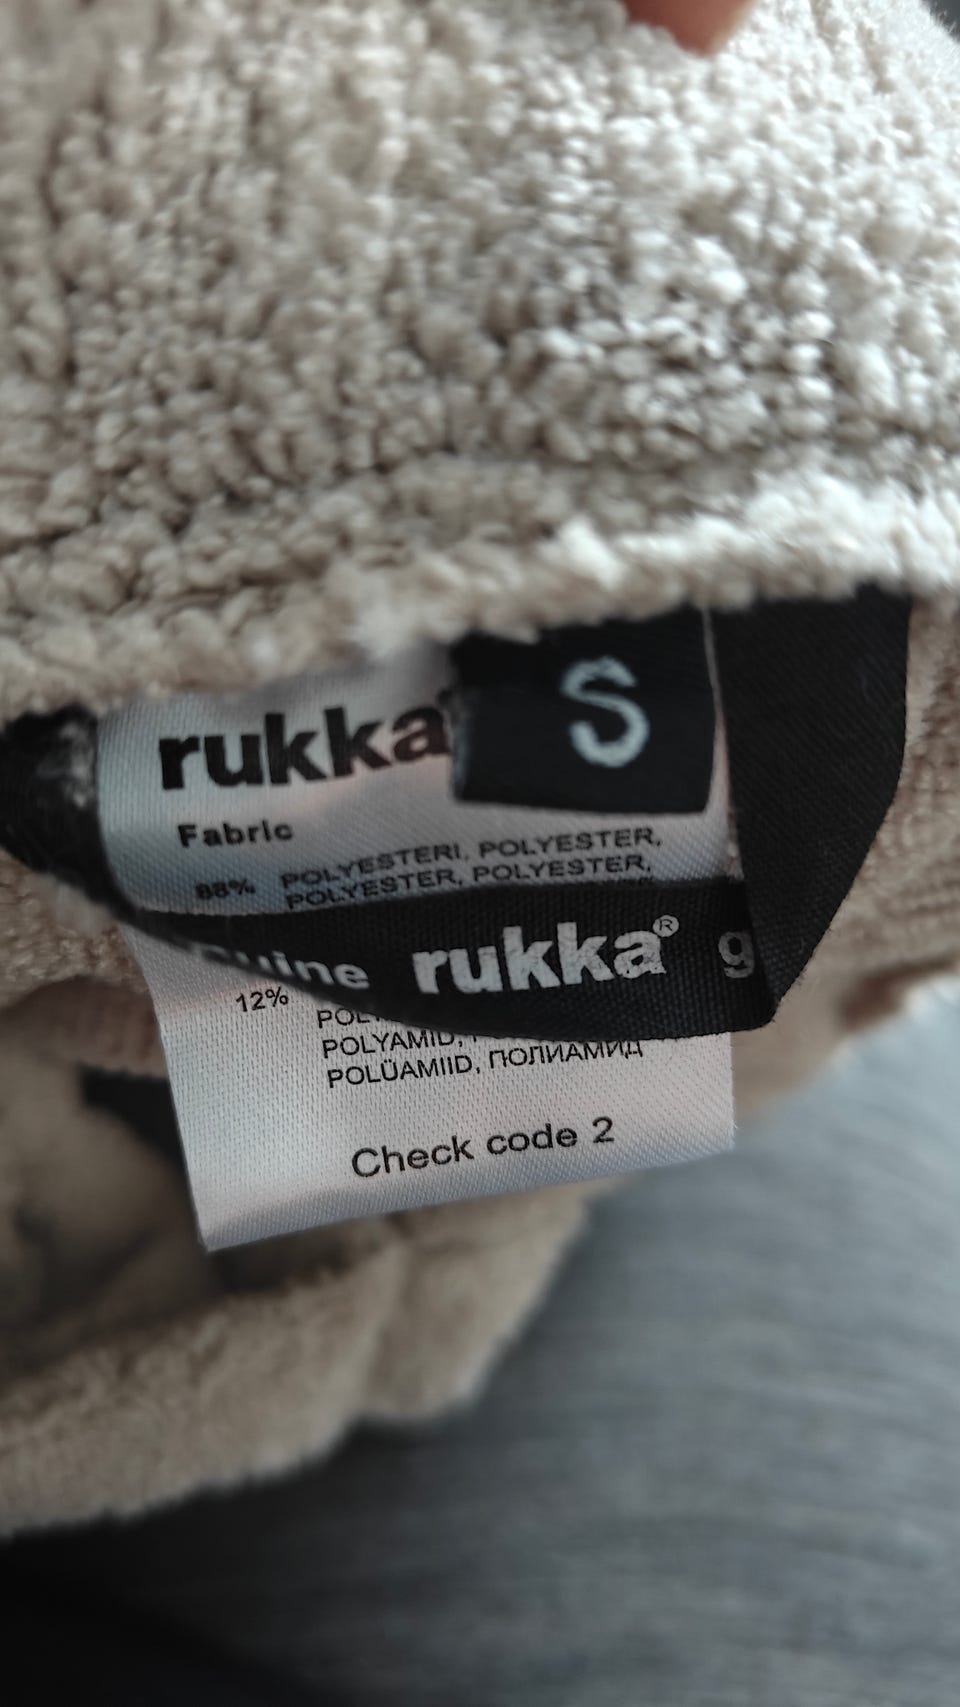 S
rukka
Fabric
88% POLYESTERI, POLYESTER,
POLYESTER, POLYESTER,
rukka® g
12%
POLYAMID,
POLÜAMIID, ПОЛИАМИД
Check code 2